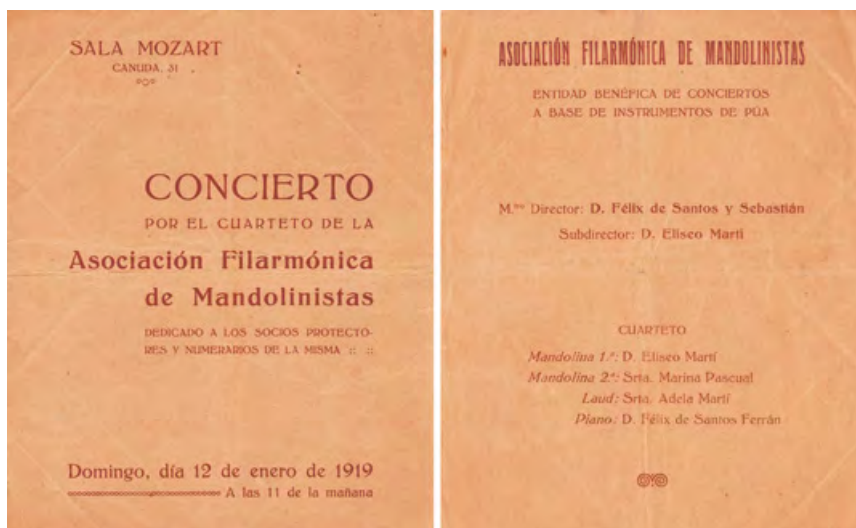 SALA MOZART
CANUDA, 31
CONCIERTO
POR EL CUARTETO DE LA
Asociación Filarmónica
de Mandolinistas
DEDICADO A LOS SOCIOS PROTECTO-
RES Y NUMERARIOS DE LA MISMA :: ::
Domingo, día 12 de enero de 1919
A las 11 de la mañana
ASOCIACIÓN FILARMÓNICA DE MANDOLINISTAS
ENTIDAD BENÉFICA DE CONCIERTOS
A BASE DE INSTRUMENTOS DE PÚA
M.tro Director: D. Félix de Santos y Sebastián
Subdirector: D. Eliseo Martí
CUARTETO
Mandolina 1.ª: D. Eliseo Martí
Mandolina 2.ª: Srta. Marina Pascual
Laud: Srta. Adela Martí
Piano: D. Félix de Santos Ferrán